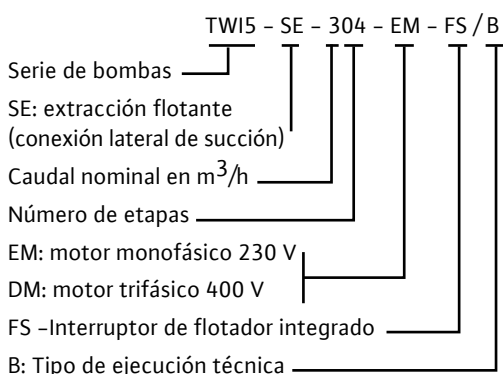 TWI5 – SE – 304 – EM – FS / B
Serie de bombas
SE: extracción flotante
(conexión lateral de succión)
Caudal nominal en m³/h
Número de etapas
EM: motor monofásico 230 V
DM: motor trifásico 400 V
FS –Interruptor de flotador integrado
B: Tipo de ejecución técnica